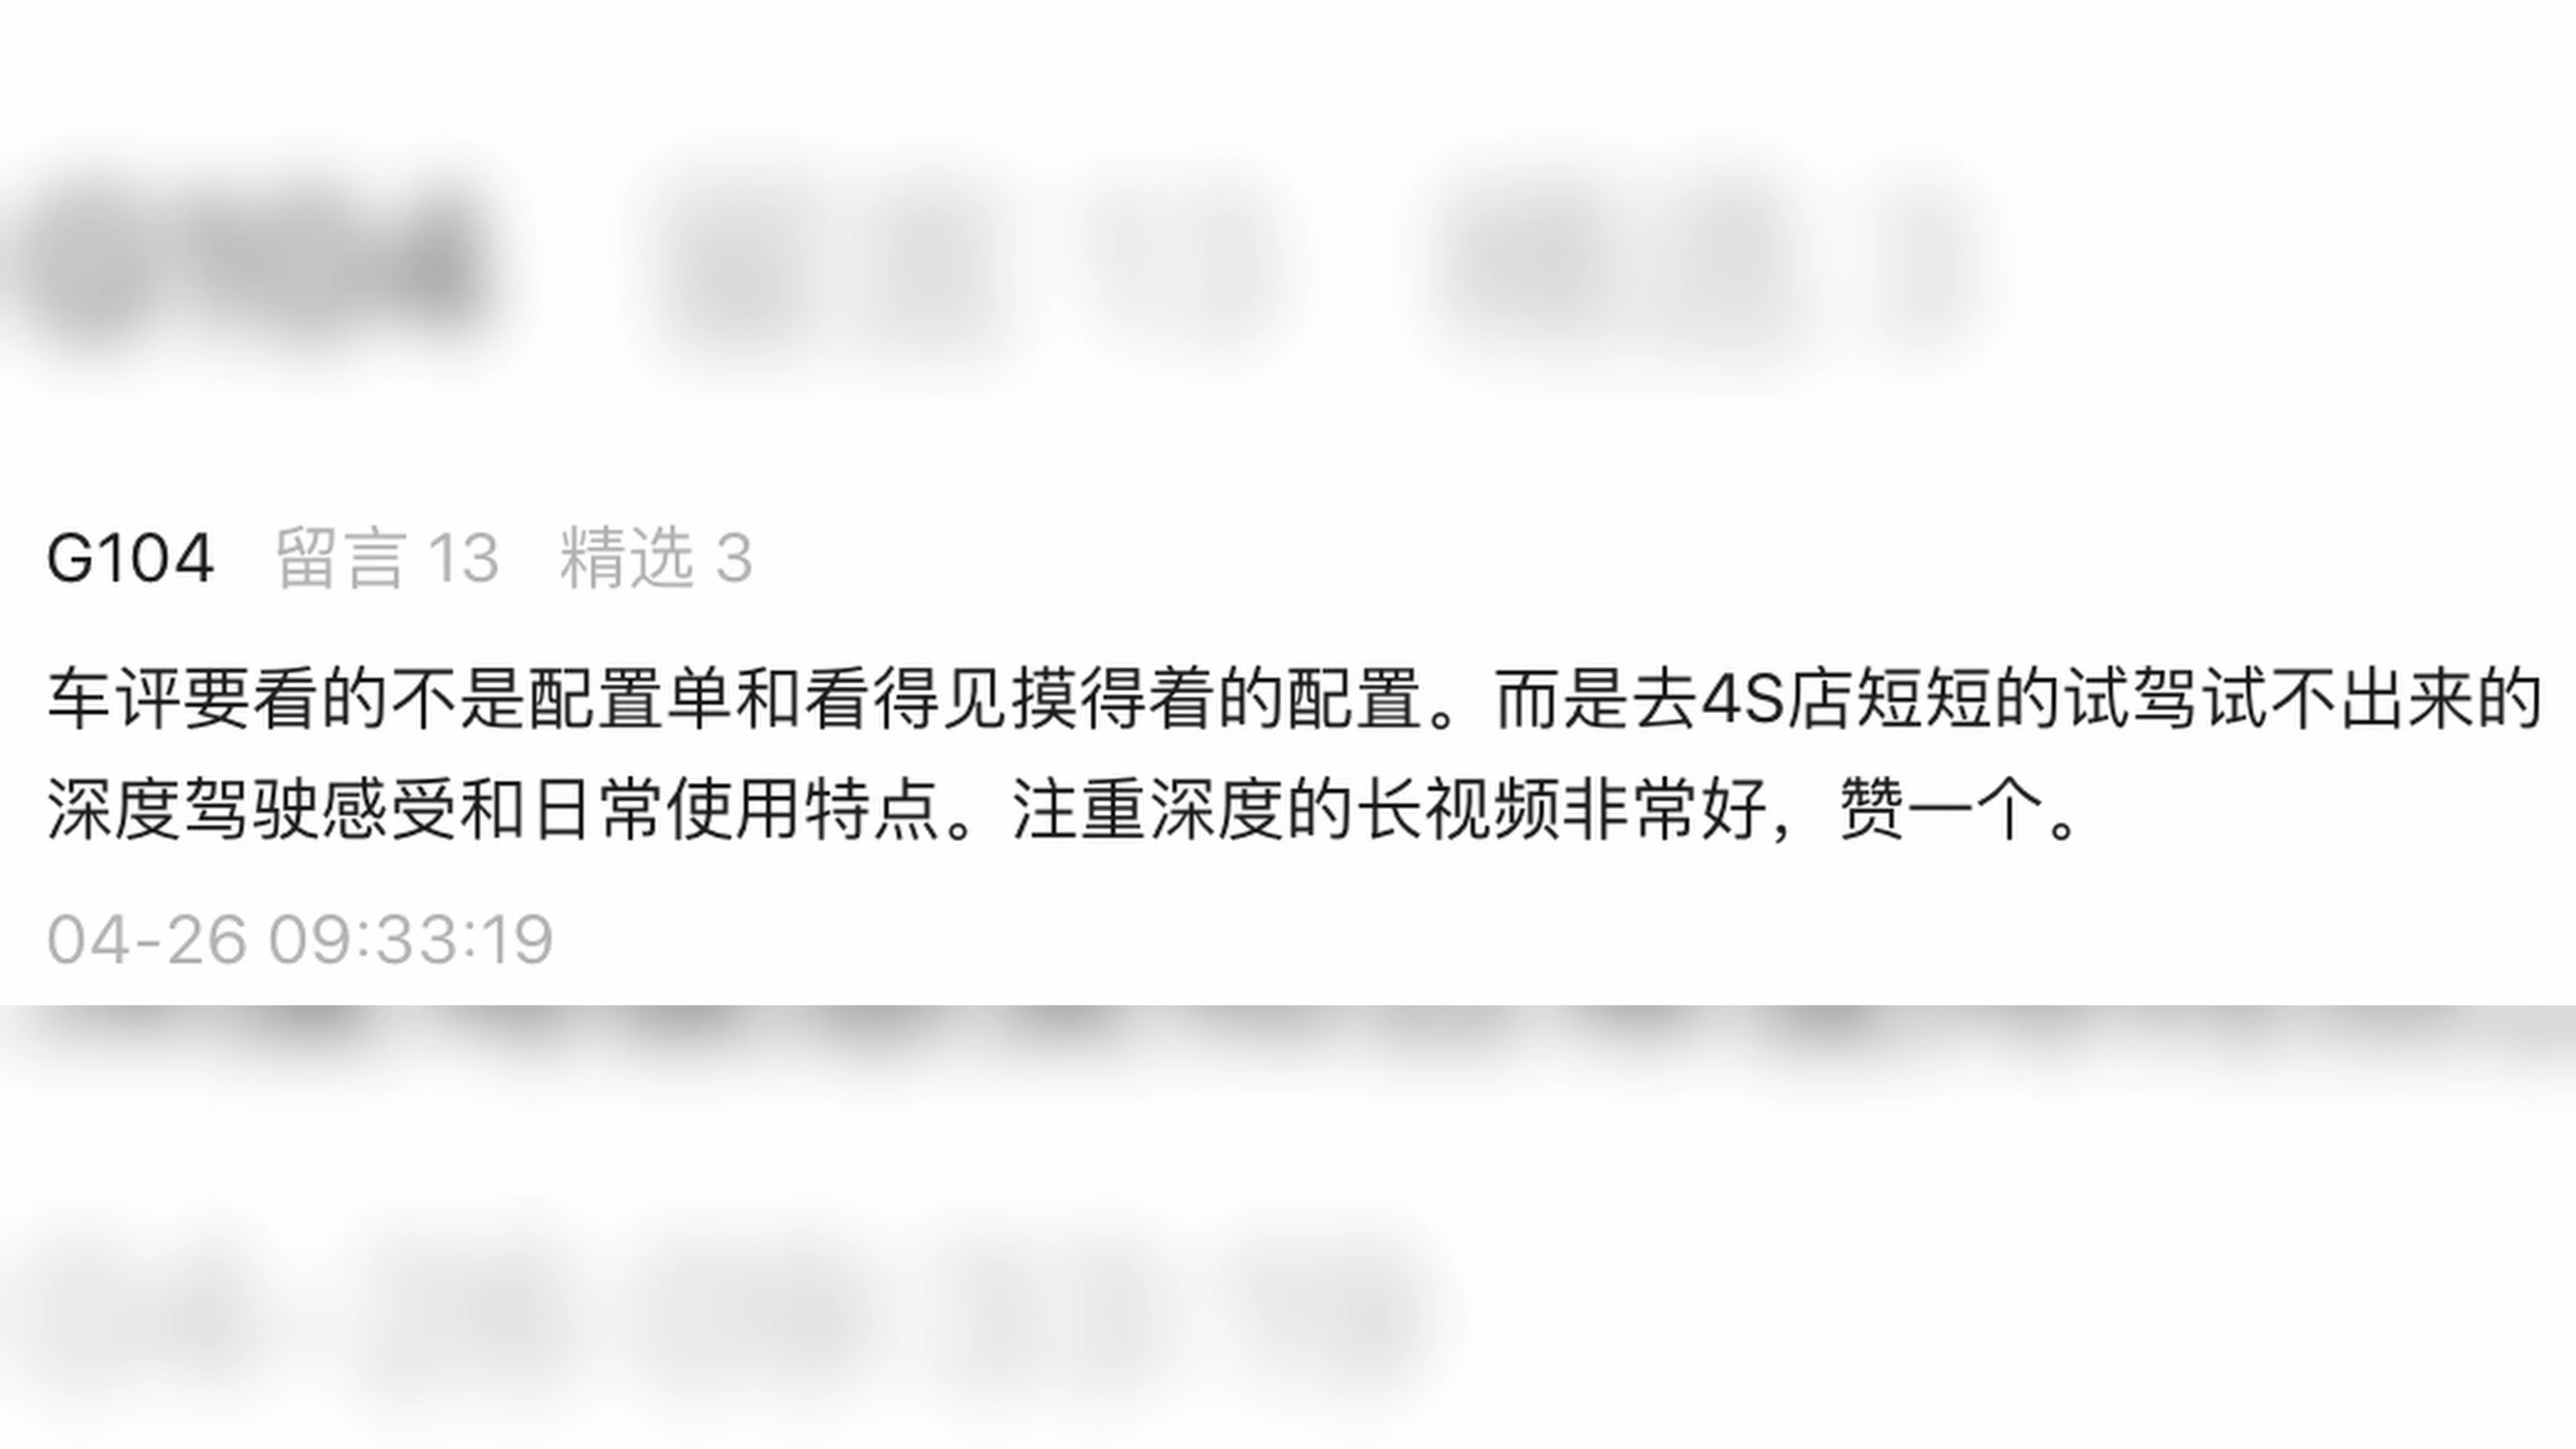 G104 留言 13 精选 3
车评要看的不是配置单和看得见摸得着的配置。而是去4S店短短的试驾试不出来的
深度驾驶感受和日常使用特点。注重深度的长视频非常好，赞一个。
04-26 09:33:19